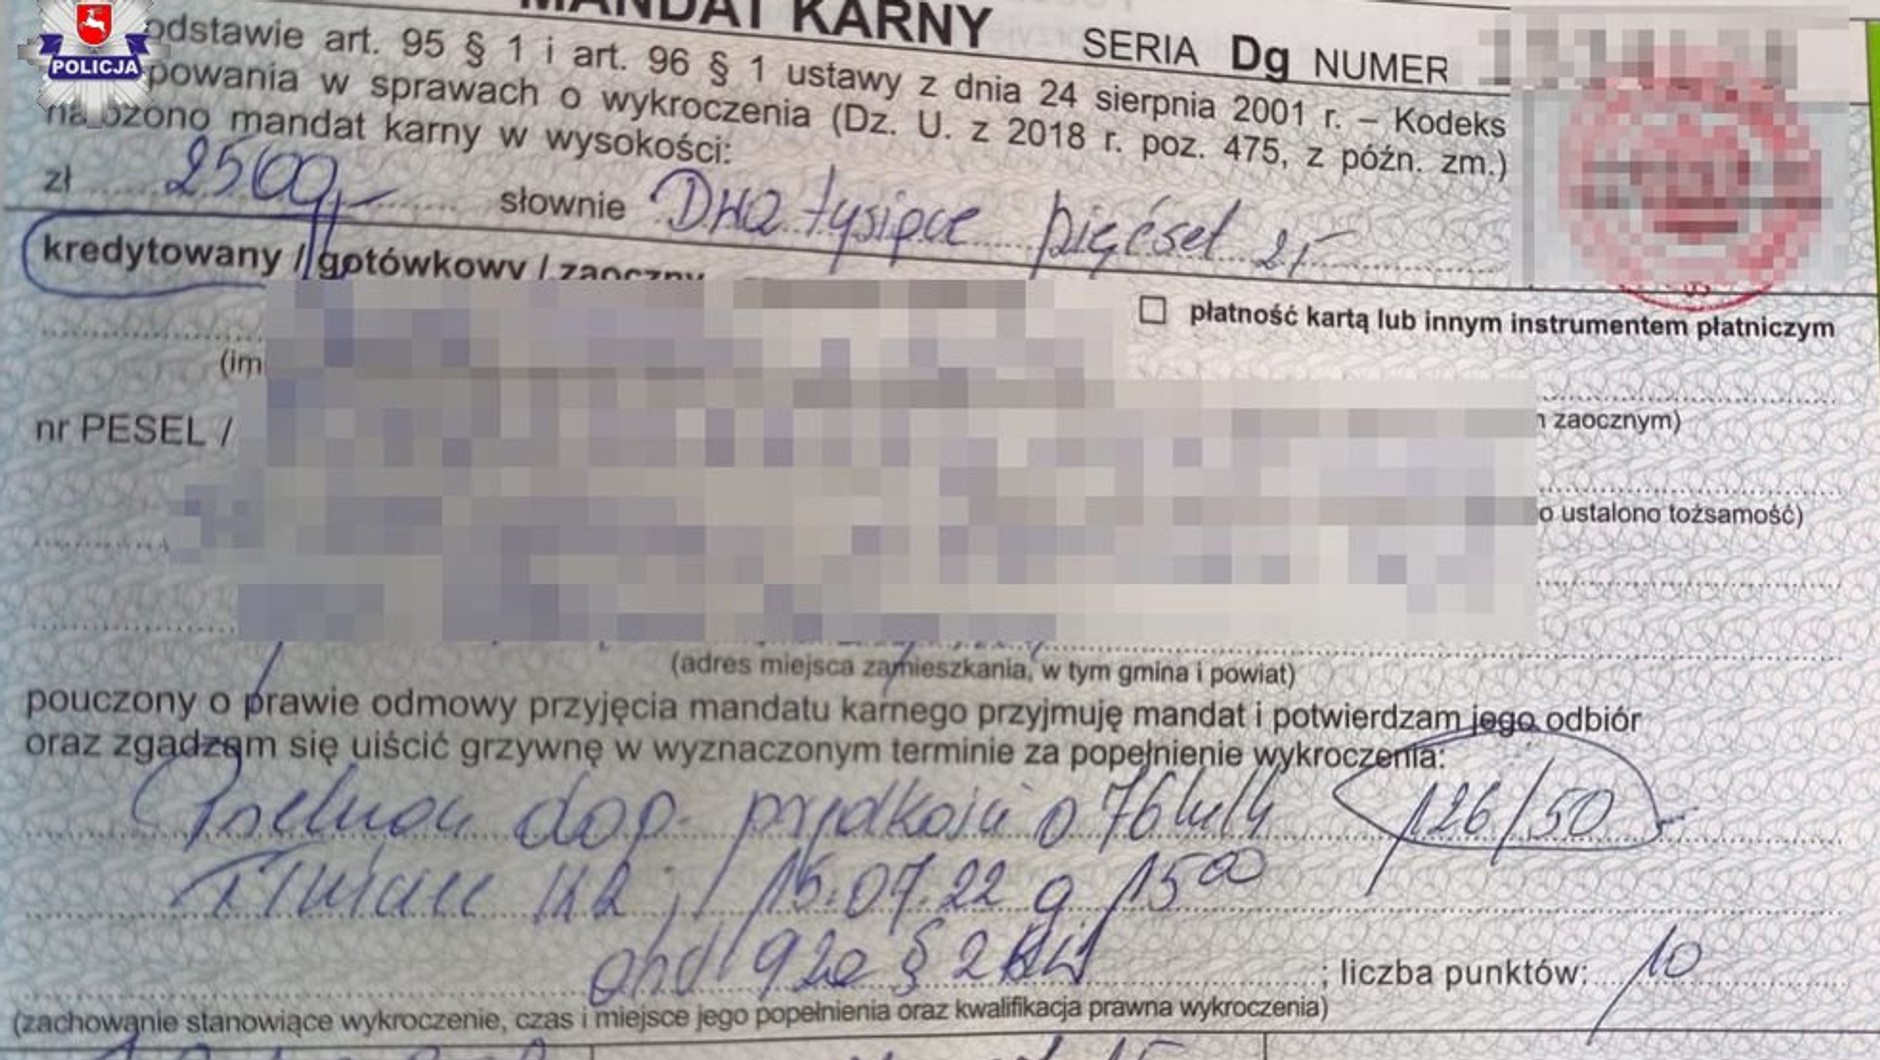 POLICJA
MANDAT KARNY SERIA Dg NUMER
odstawie art. 95 § 1 i art. 96 § 1 ustawy z dnia 24 sierpnia 2001 r. – Kodeks
powania w sprawach o wykroczenia (Dz. U. z 2018 r. poz. 475, z późn. zm.)
nałożono mandat karny w wysokości:
zł 2500,- słownie Dwa tysiące pięćset zł
kredytowany / gotówkowy / zaoczny
płatność kartą lub innym instrumentem płatniczym
(im
nr PESEL / zaocznym)
o ustalono tożsamość)
(adres miejsca zamieszkania, w tym gmina i powiat)
pouczony o prawie odmowy przyjęcia mandatu karnego przyjmuję mandat i potwierdzam jego odbiór
oraz zgadzam się uiścić grzywnę w wyznaczonym terminie za popełnienie wykroczenia:
dop. prędkości o 76 km/h 126/50
15.07.22 g 15⁰⁰
92a § 2 kw ; liczba punktów: 10
(zachowanie stanowiące wykroczenie, czas i miejsce jego popełnienia oraz kwalifikacja prawna wykroczenia)